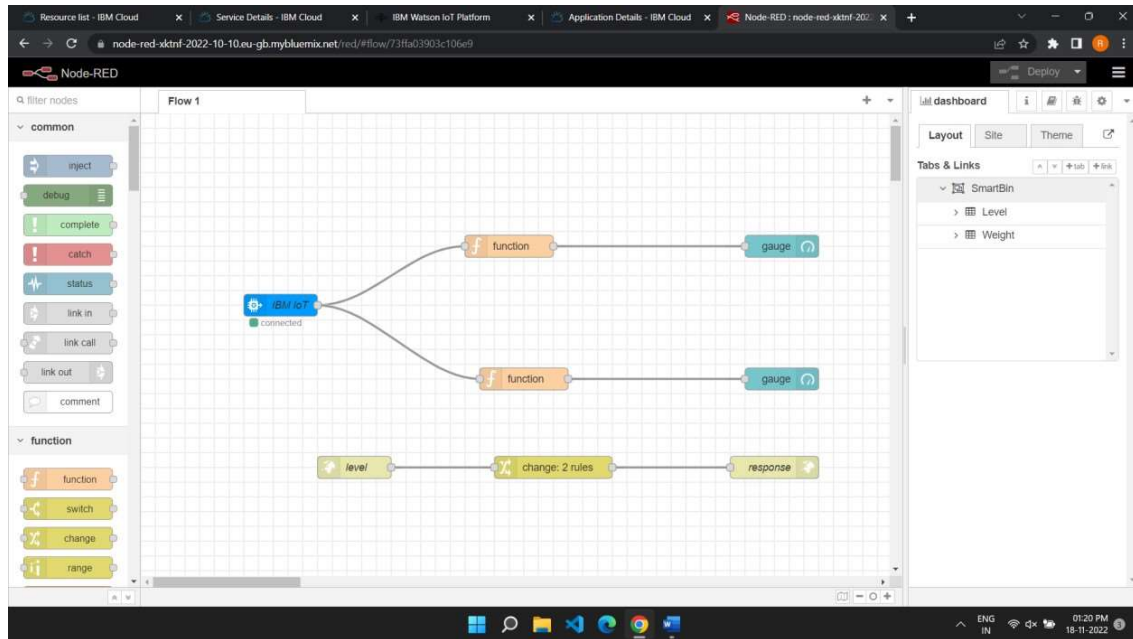 Resource list - IBM Cloud
Service Details - IBM Cloud
IBM Watson IoT Platform
Application Details - IBM Cloud
Node-RED : node-red-xktnf-202
node-red-xktnf-2022-10-10.eu-gb.mybluemix.net/red/#flow/73ffa03903c106e9
R
Node-RED
Deploy
filter nodes
Flow 1
dashboard
common
inject
debug
complete
catch
status
link in
link call
link out
comment
function
function
switch
change
range
function
gauge
IBM IoT
connected
function
gauge
level
change: 2 rules
response
Layout
Site
Theme
Tabs & Links
+tab
+link
SmartBin
Level
Weight
ENG
IN
01:20 PM
18-11-2022
3